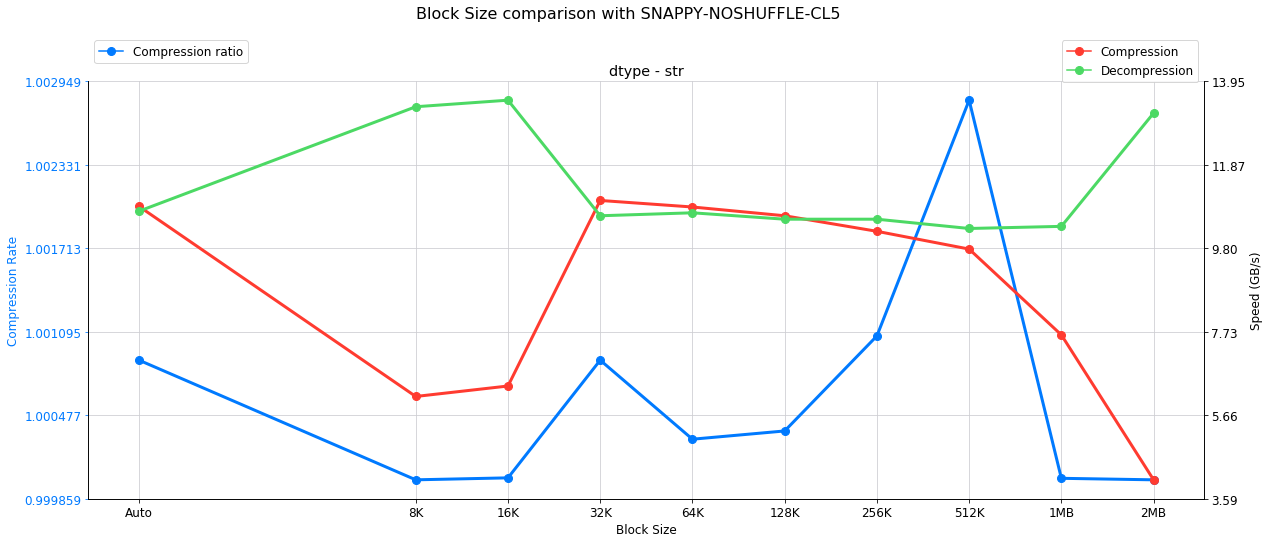 Block Size comparison with SNAPPY-NOSHUFFLE-CL5
Compression ratio
Compression
Decompression
dtype - str
1.002949
1.002331
1.001713
1.001095
1.000477
0.999859
Compression Rate
13.95
11.87
9.80
7.73
5.66
3.59
Speed (GB/s)
Auto 8K 16K 32K 64K 128K 256K 512K 1MB 2MB
Block Size